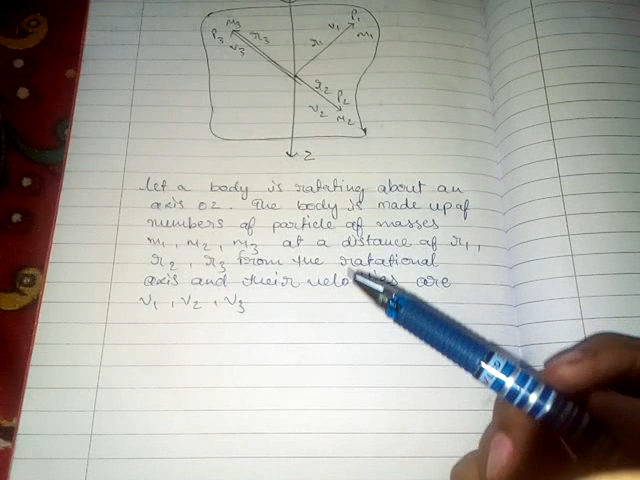 m₃
P₃ r₃
v₃
P₁
v₁
m₁
r₁
r₂
P₂
v₂
m₂
z
Let a body is rotating about an
axis oz. The body is made up of
numbers of particle of masses
m₁, m₂, m₃ at a distance of r₁,
r₂, r₃ from the rotational
axis and their velocities are
v₁, v₂, v₃